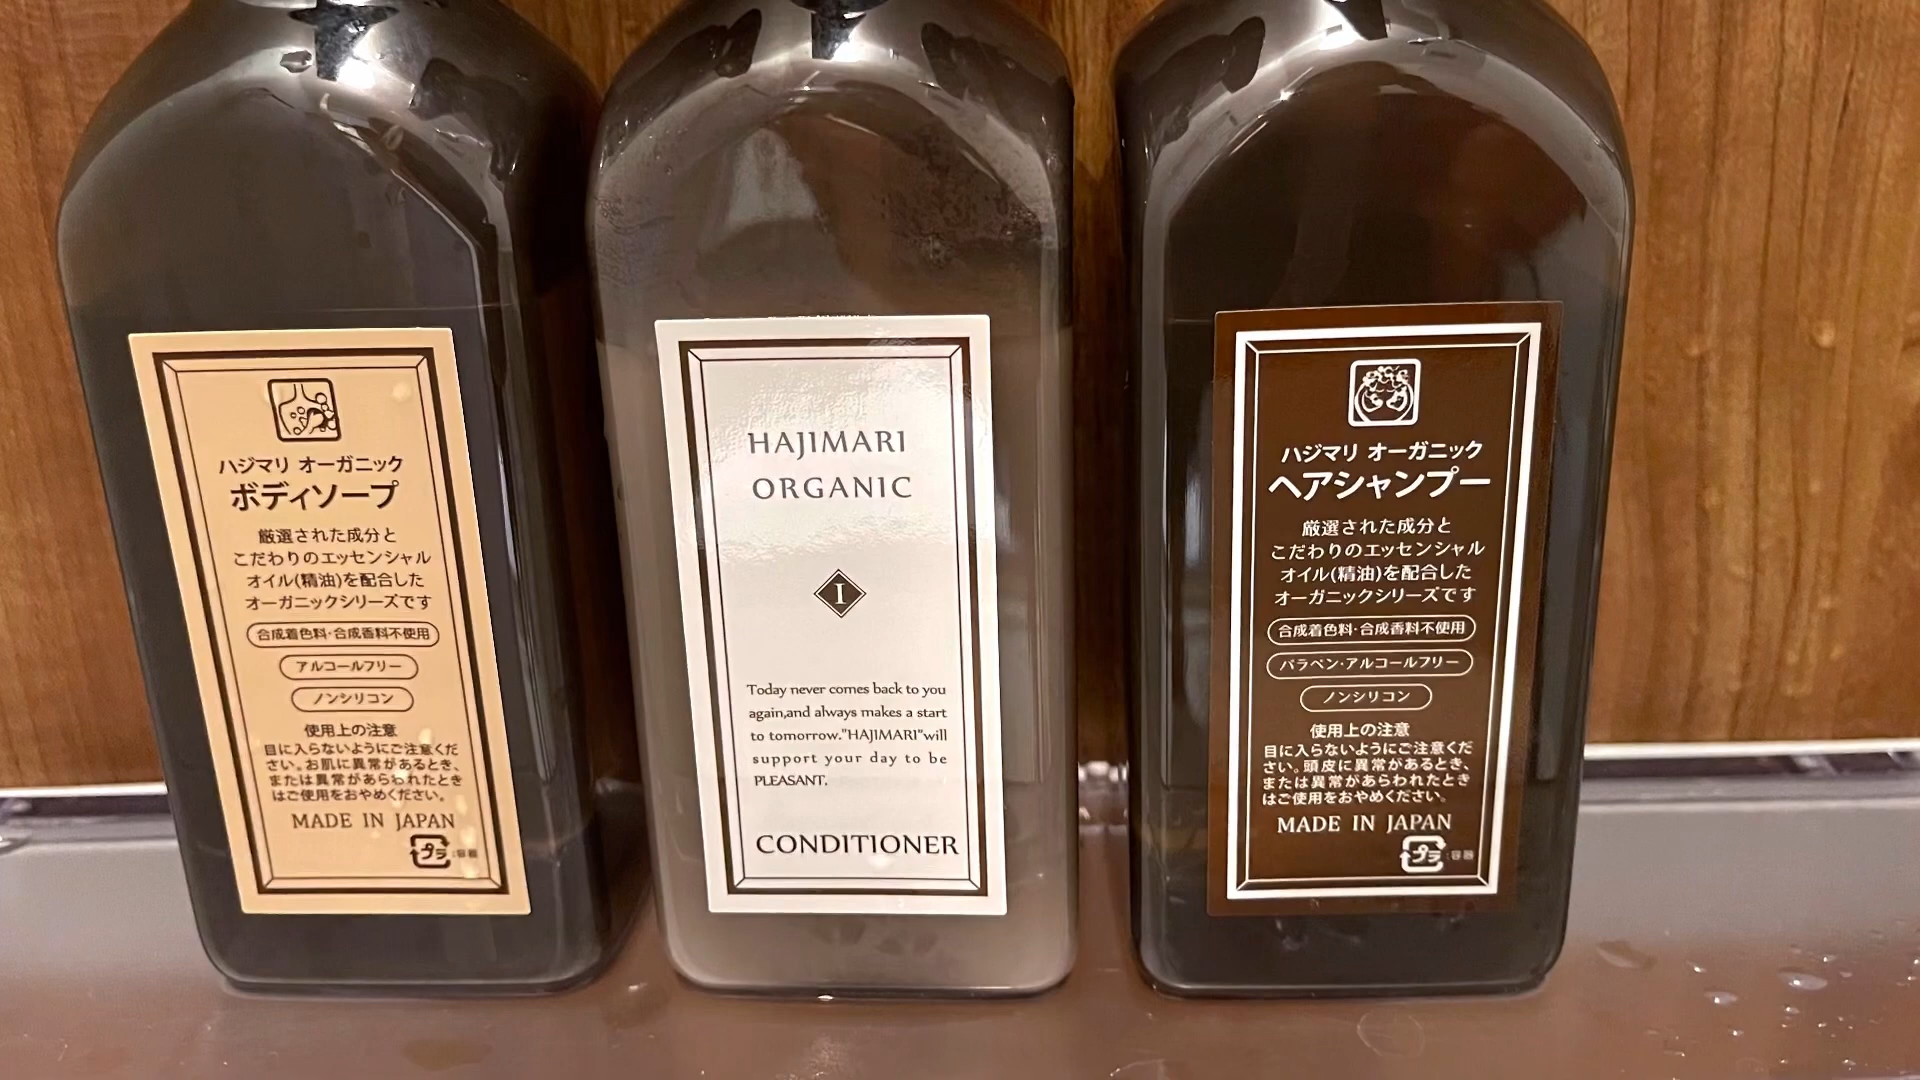 ハジマリ オーガニック
ボディソープ
厳選された成分と
こだわりのエッセンシャル
オイル(精油)を配合した
オーガニックシリーズです
合成着色料･合成香料不使用
アルコールフリー
ノンシリコン
使用上の注意
目に入らないようにご注意くだ
さい。お肌に異常があるとき、
または異常があらわれたとき
はご使用をおやめください。
MADE IN JAPAN
プラ :容器
HAJIMARI
ORGANIC
I
Today never comes back to you
again,and always makes a start
to tomorrow."HAJIMARI"will
support your day to be
PLEASANT.
CONDITIONER
ハジマリ オーガニック
ヘアシャンプー
厳選された成分と
こだわりのエッセンシャル
オイル(精油)を配合した
オーガニックシリーズです
合成着色料･合成香料不使用
パラベン･アルコールフリー
ノンシリコン
使用上の注意
目に入らないようにご注意くだ
さい。頭皮に異常があるとき、
または異常があらわれたとき
はご使用をおやめください。
MADE IN JAPAN
プラ :容器